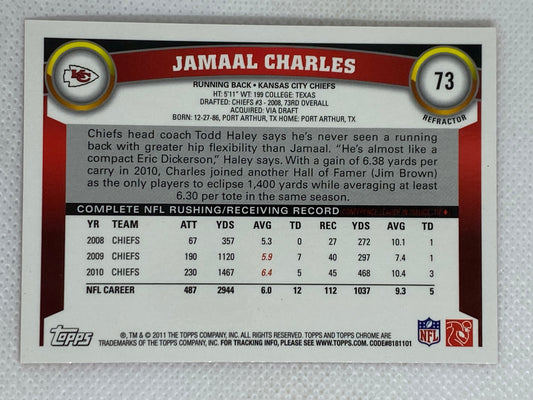 JAMAAL CHARLES
73
REFRACTOR
KC
RUNNING BACK • KANSAS CITY CHIEFS
HT: 5'11" WT: 199 COLLEGE: TEXAS
DRAFTED: CHIEFS #3 - 2008, 73RD OVERALL
ACQUIRED: VIA DRAFT
BORN: 12-27-86, PORT ARTHUR, TX HOME: PORT ARTHUR, TX
Chiefs head coach Todd Haley says he's never seen a running
back with greater hip flexibility than Jamaal. "He's almost like a
compact Eric Dickerson," Haley says. With a gain of 6.38 yards per
carry in 2010, Charles joined another Hall of Famer (Jim Brown)
as the only players to eclipse 1,400 yards while averaging at least
6.30 per tote in the same season.
COMPLETE NFL RUSHING/RECEIVING RECORD
YR TEAM ATT YDS AVG TD REC YDS AVG TD
2008 CHIEFS 67 357 5.3 0 27 272 10.1 1
2009 CHIEFS 190 1120 5.9 7 40 297 7.4 1
2010 CHIEFS 230 1467 6.4 5 45 468 10.4 3
NFL CAREER 487 2944 6.0 12 112 1037 9.3 5
TOPPS
®, TM & © 2011 THE TOPPS COMPANY, INC. ALL RIGHTS RESERVED. TOPPS AND TOPPS CHROME ARE
TRADEMARKS OF THE TOPPS COMPANY, INC. FOR TRACKING INFO, PLEASE SEE WWW.TOPPS.COM. CODE#8181101
NFL